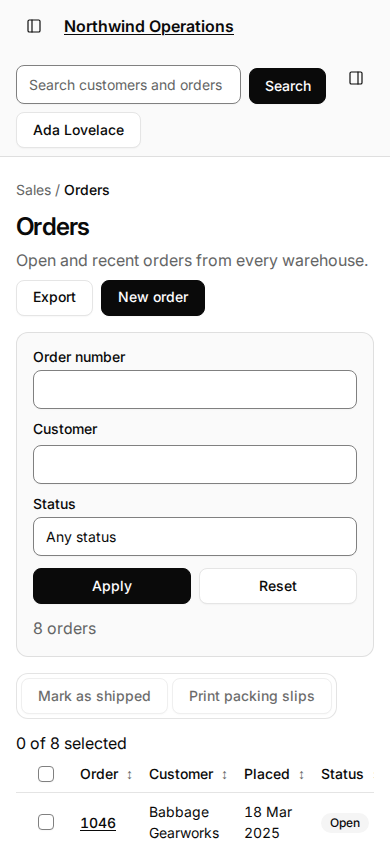 Northwind Operations
Search customers and orders
Search
Ada Lovelace
Sales / Orders
Orders
Open and recent orders from every warehouse.
Export
New order
Order number
Customer
Status
Any status
Apply
Reset
8 orders
Mark as shipped
Print packing slips
0 of 8 selected
Order ↕ Customer ↕ Placed ↕ Status
1046
Babbage
Gearworks
18 Mar
2025
Open